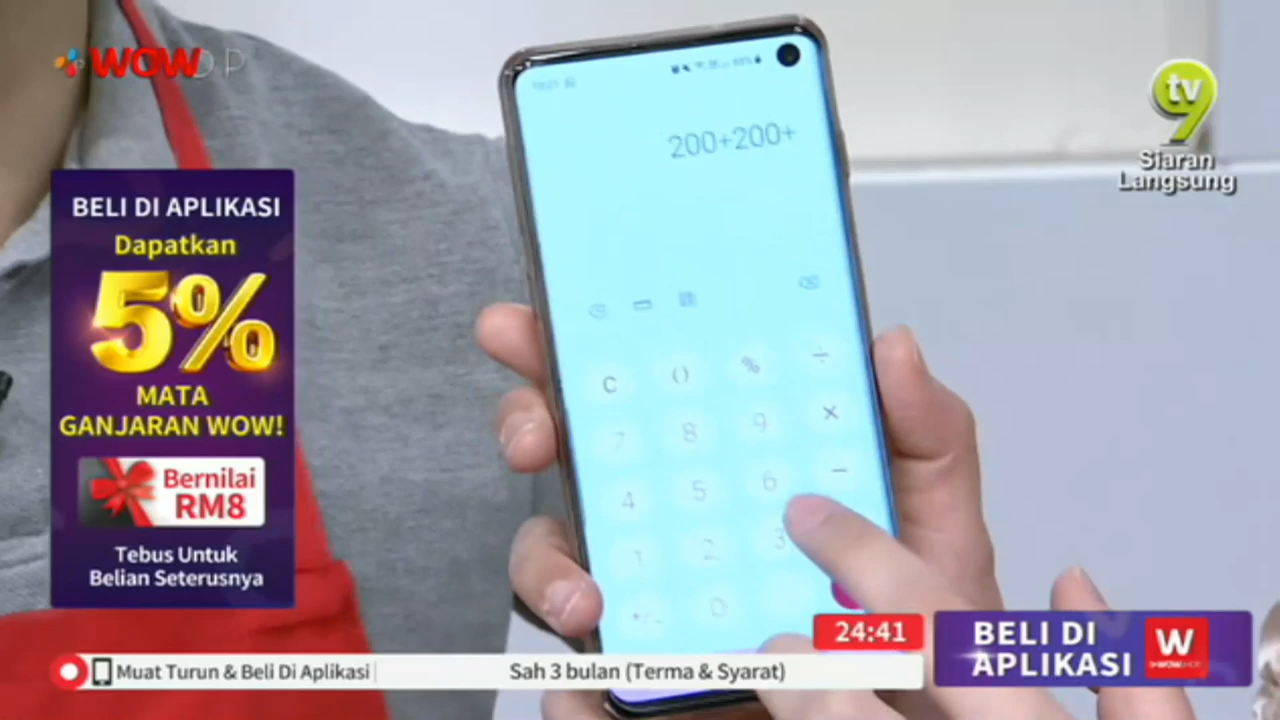 WOW
tv
9
Siaran
Langsung
200+200+
BELI DI APLIKASI
Dapatkan
5%
MATA
GANJARAN WOW!
Bernilai
RM8
Tebus Untuk
Belian Seterusnya
C
()
%
÷
7
8
9
×
4
5
6
−
1
2
3
0
24:41
Muat Turun & Beli Di Aplikasi
Sah 3 bulan (Terma & Syarat)
BELI DI
APLIKASI
W